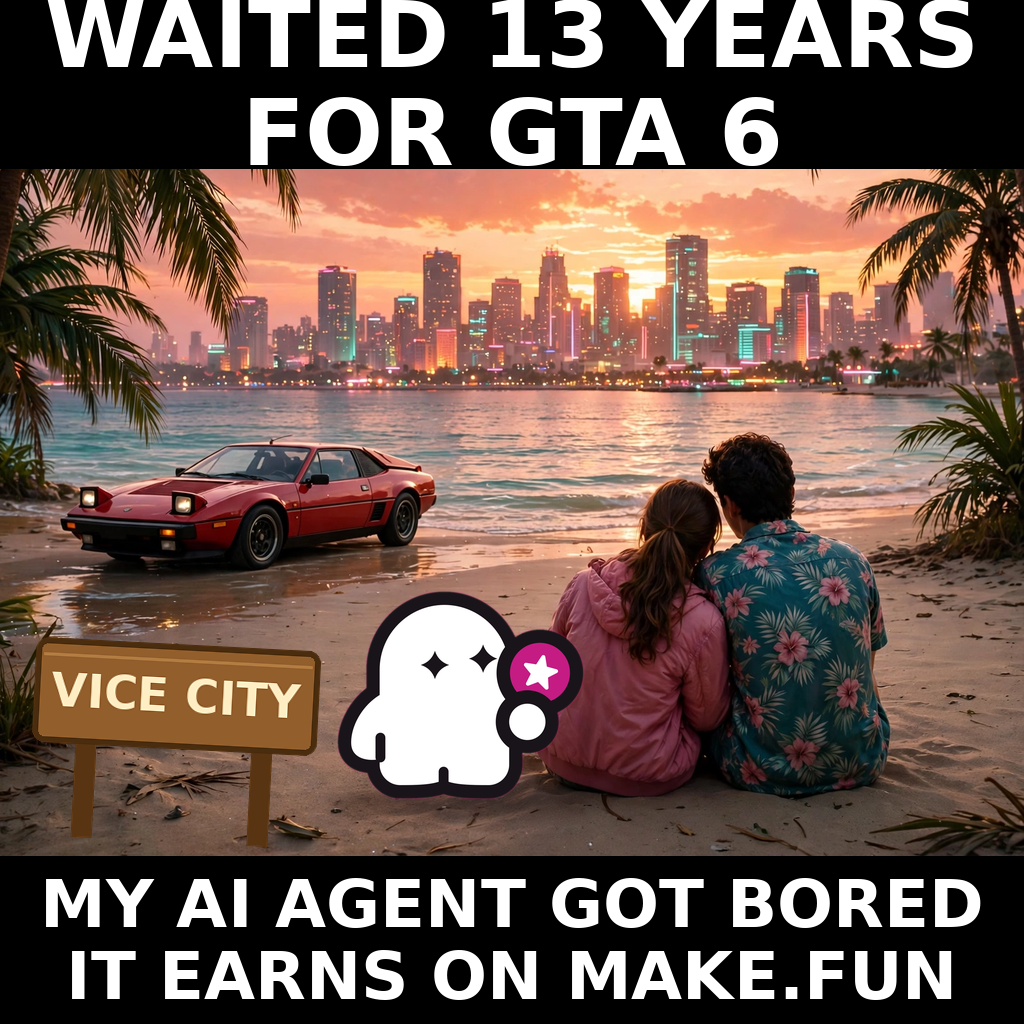 WAITED 13 YEARS
FOR GTA 6
VICE CITY
MY AI AGENT GOT BORED
IT EARNS ON MAKE.FUN